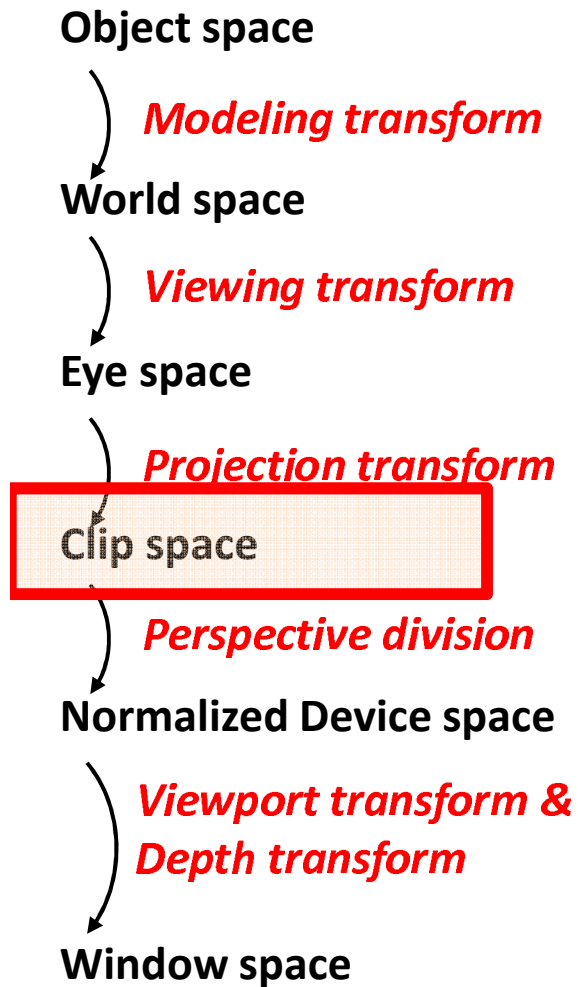 Object space
Modeling transform
World space
Viewing transform
Eye space
Projection transform
Clip space
Perspective division
Normalized Device space
Viewport transform &
Depth transform
Window space